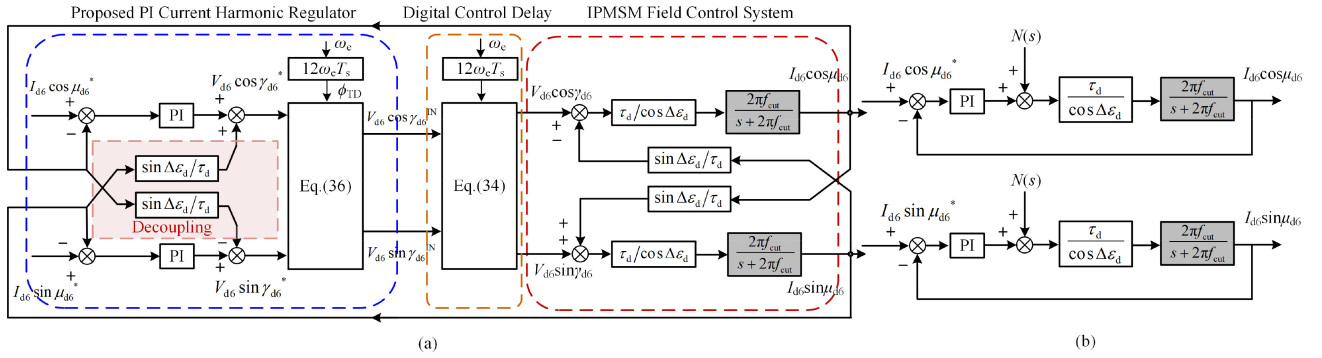 Proposed PI Current Harmonic Regulator
Digital Control Delay
IPMSM Field Control System
ωe
12ωeTs
ϕTD
ωe
12ωeTs
Id6 cos μd6*
+
−
PI
Vd6 cos γd6*
+
+
sin Δεd/τd
sin Δεd/τd
Decoupling
Id6 sin μd6*
−
+
PI
−
+
Vd6 sin γd6*
Eq.(36)
Vd6 cos γd6IN
Vd6 sin γd6IN
Eq.(34)
Vd6cosγd6
+
−
τd/cos Δεd
2πfcut
s + 2πfcut
Id6cosμd6
sin Δεd/τd
sin Δεd/τd
+
+
Vd6sinγd6
τd/cos Δεd
2πfcut
s + 2πfcut
Id6sinμd6
(a)
N(s)
Id6 cos μd6*
+
−
PI
+
+
τd
cos Δεd
2πfcut
s + 2πfcut
Id6cosμd6
N(s)
Id6 sin μd6*
+
−
PI
+
+
τd
cos Δεd
2πfcut
s + 2πfcut
Id6sinμd6
(b)